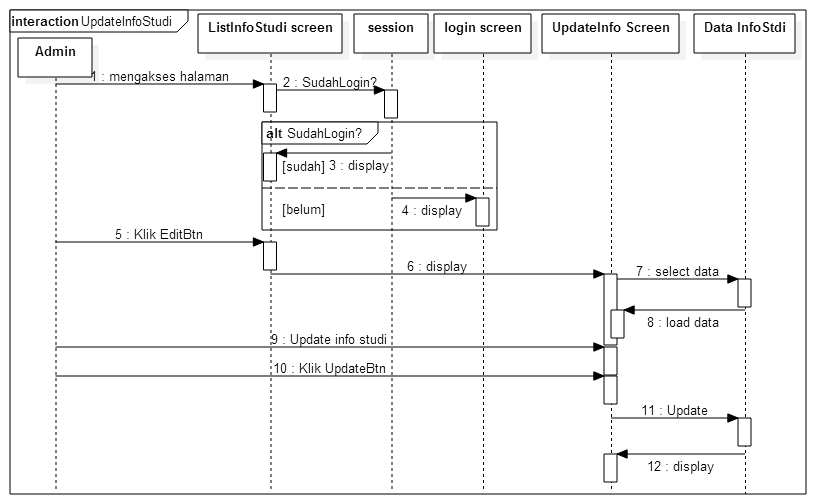 interaction UpdateInfoStudi
ListInfoStudi screen
session
login screen
UpdateInfo Screen
Data InfoStdi
Admin
1 : mengakses halaman
2 : SudahLogin?
alt SudahLogin?
[sudah] 3 : display
[belum] 4 : display
5 : Klik EditBtn
6 : display
7 : select data
8 : load data
9 : Update info studi
10 : Klik UpdateBtn
11 : Update
12 : display